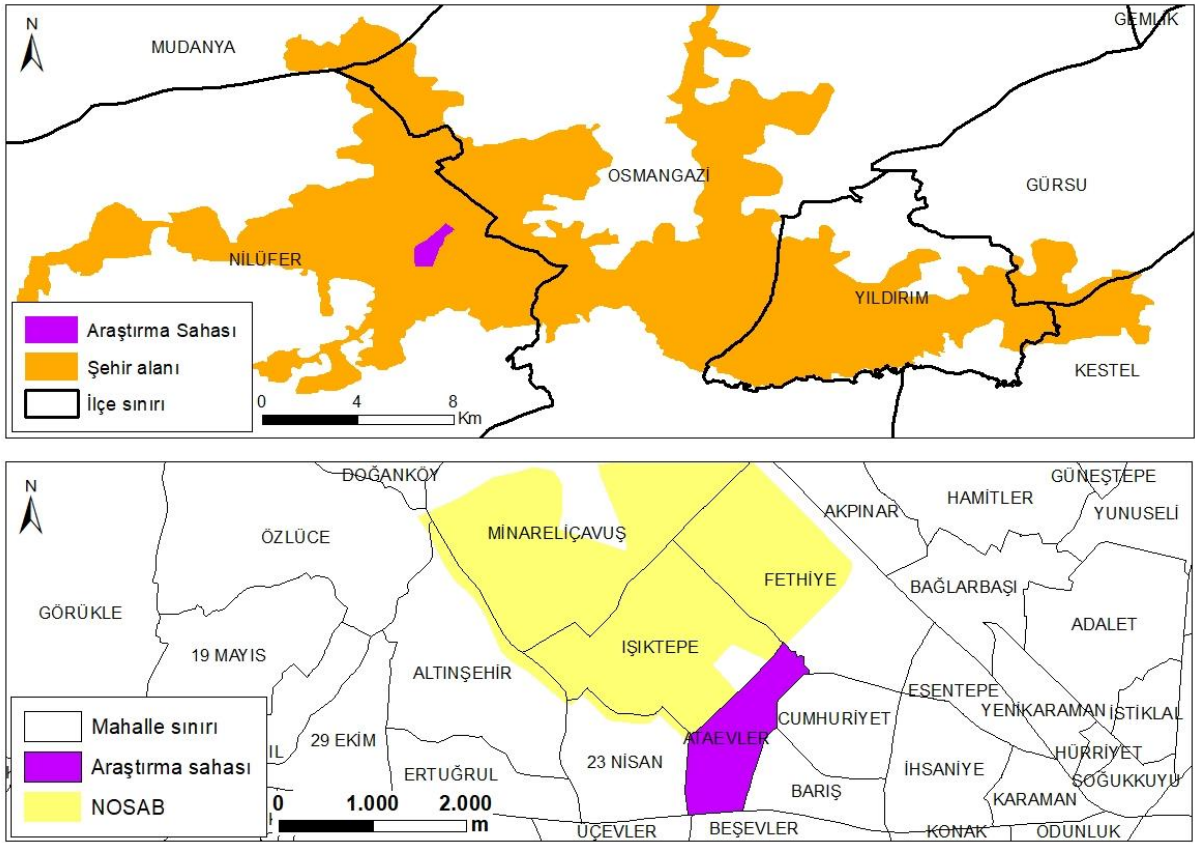 N
MUDANYA
GEMLİK
OSMANGAZİ
GÜRSU
NİLÜFER
YILDIRIM
KESTEL
Araştırma Sahası
Şehir alanı
İlçe sınırı
0 4 8
Km
N
DOĞANKÖY
GÜNEŞTEPE
HAMİTLER
AKPINAR
YUNUSELİ
MİNARELİÇAVUŞ
ÖZLÜCE
FETHİYE
BAĞLARBAŞI
GÖRÜKLE
ADALET
19 MAYIS
IŞIKTEPE
ALTINŞEHİR
ESENTEPE
YENİKARAMAN
İSTİKLAL
CUMHURİYET
Mahalle sınırı
29 EKİM
ATAEVLER
HÜRRİYET
23 NİSAN
İHSANİYE
Araştırma sahası
ERTUĞRUL
SOĞUKKUYU
BARIŞ
KARAMAN
NOSAB
0 1.000 2.000
m
ÜÇEVLER
BEŞEVLER
KONAK
ODUNLUK